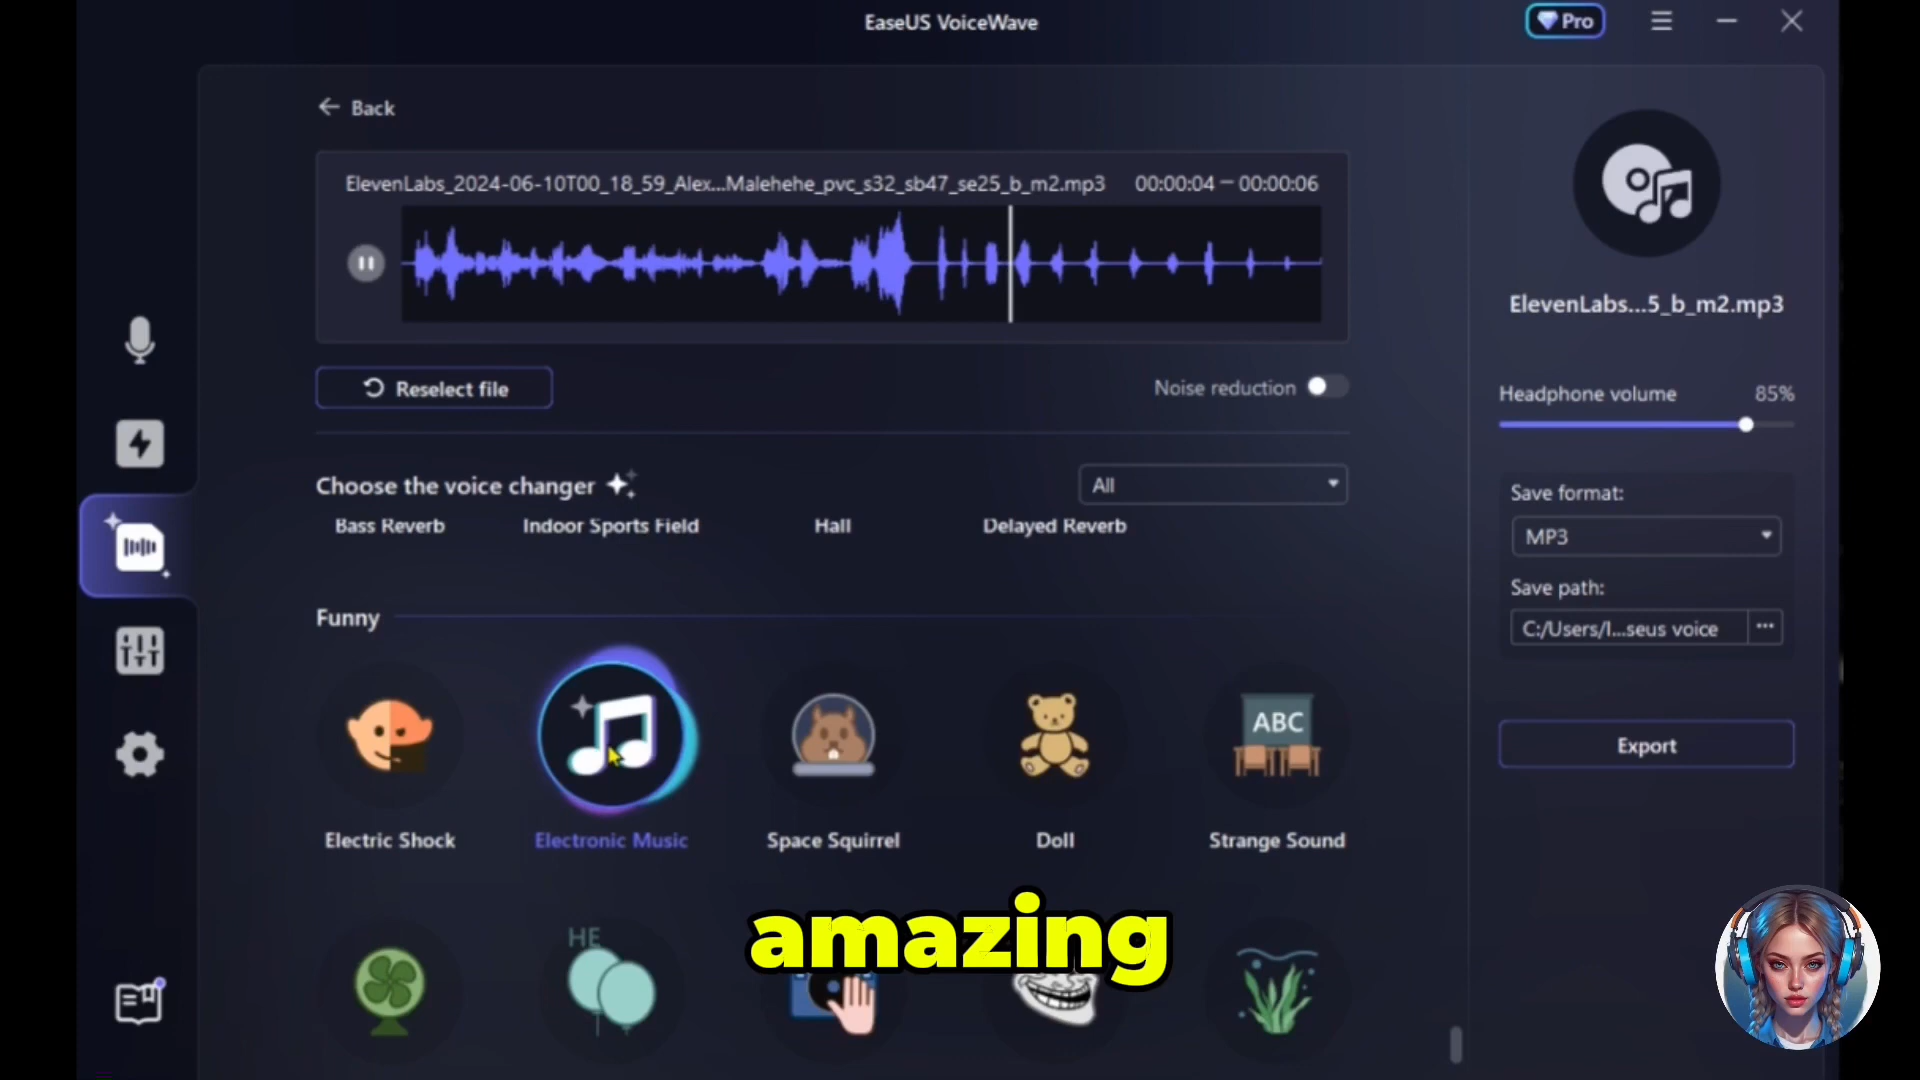 EaseUS VoiceWave
Pro
Back
ElevenLabs_2024-06-10T00_18_59_Alex...Malehehe_pvc_s32_sb47_se25_b_m2.mp3 00:00:04 — 00:00:06
ElevenLabs...5_b_m2.mp3
Reselect file
Noise reduction
Headphone volume 85%
Choose the voice changer
All
Save format:
MP3
Bass Reverb
Indoor Sports Field
Hall
Delayed Reverb
Save path:
C:/Users/I...seus voice
...
Funny
ABC
Export
Electric Shock
Electronic Music
Space Squirrel
Doll
Strange Sound
HE
amazing